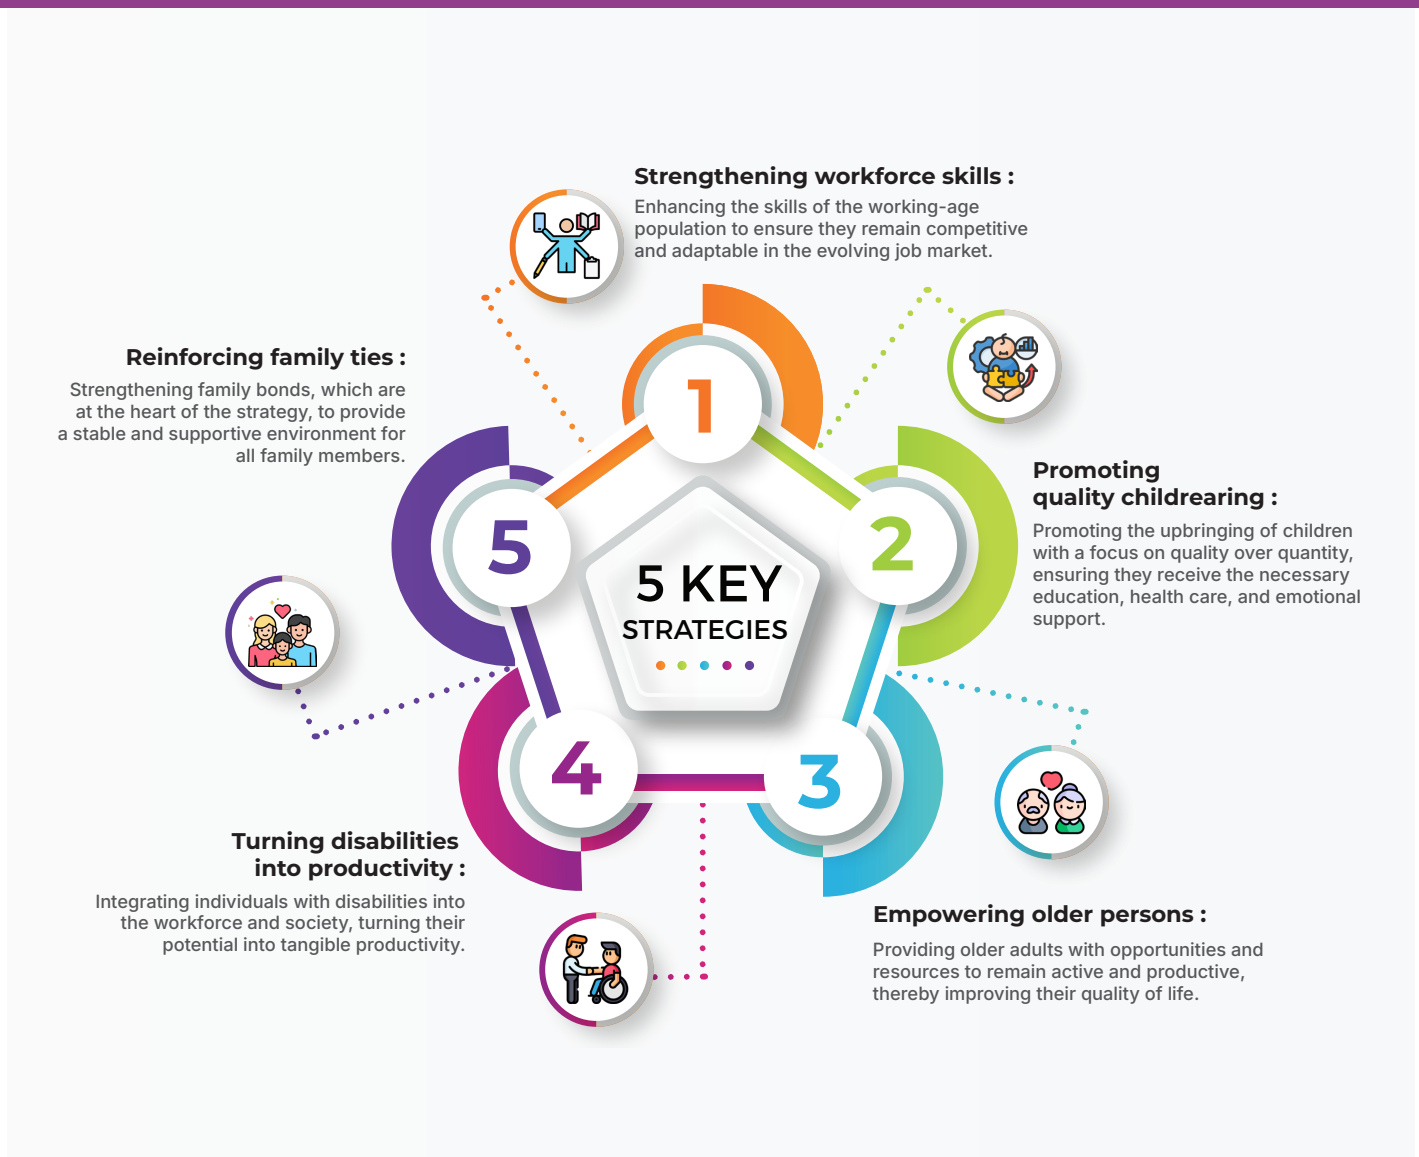 5 KEY
STRATEGIES
1
Strengthening workforce skills :
Enhancing the skills of the working-age
population to ensure they remain competitive
and adaptable in the evolving job market.
2
Promoting
quality childrearing :
Promoting the upbringing of children
with a focus on quality over quantity,
ensuring they receive the necessary
education, health care, and emotional
support.
3
Empowering older persons :
Providing older adults with opportunities and
resources to remain active and productive,
thereby improving their quality of life.
4
Turning disabilities
into productivity :
Integrating individuals with disabilities into
the workforce and society, turning their
potential into tangible productivity.
5
Reinforcing family ties :
Strengthening family bonds, which are
at the heart of the strategy, to provide
a stable and supportive environment for
all family members.